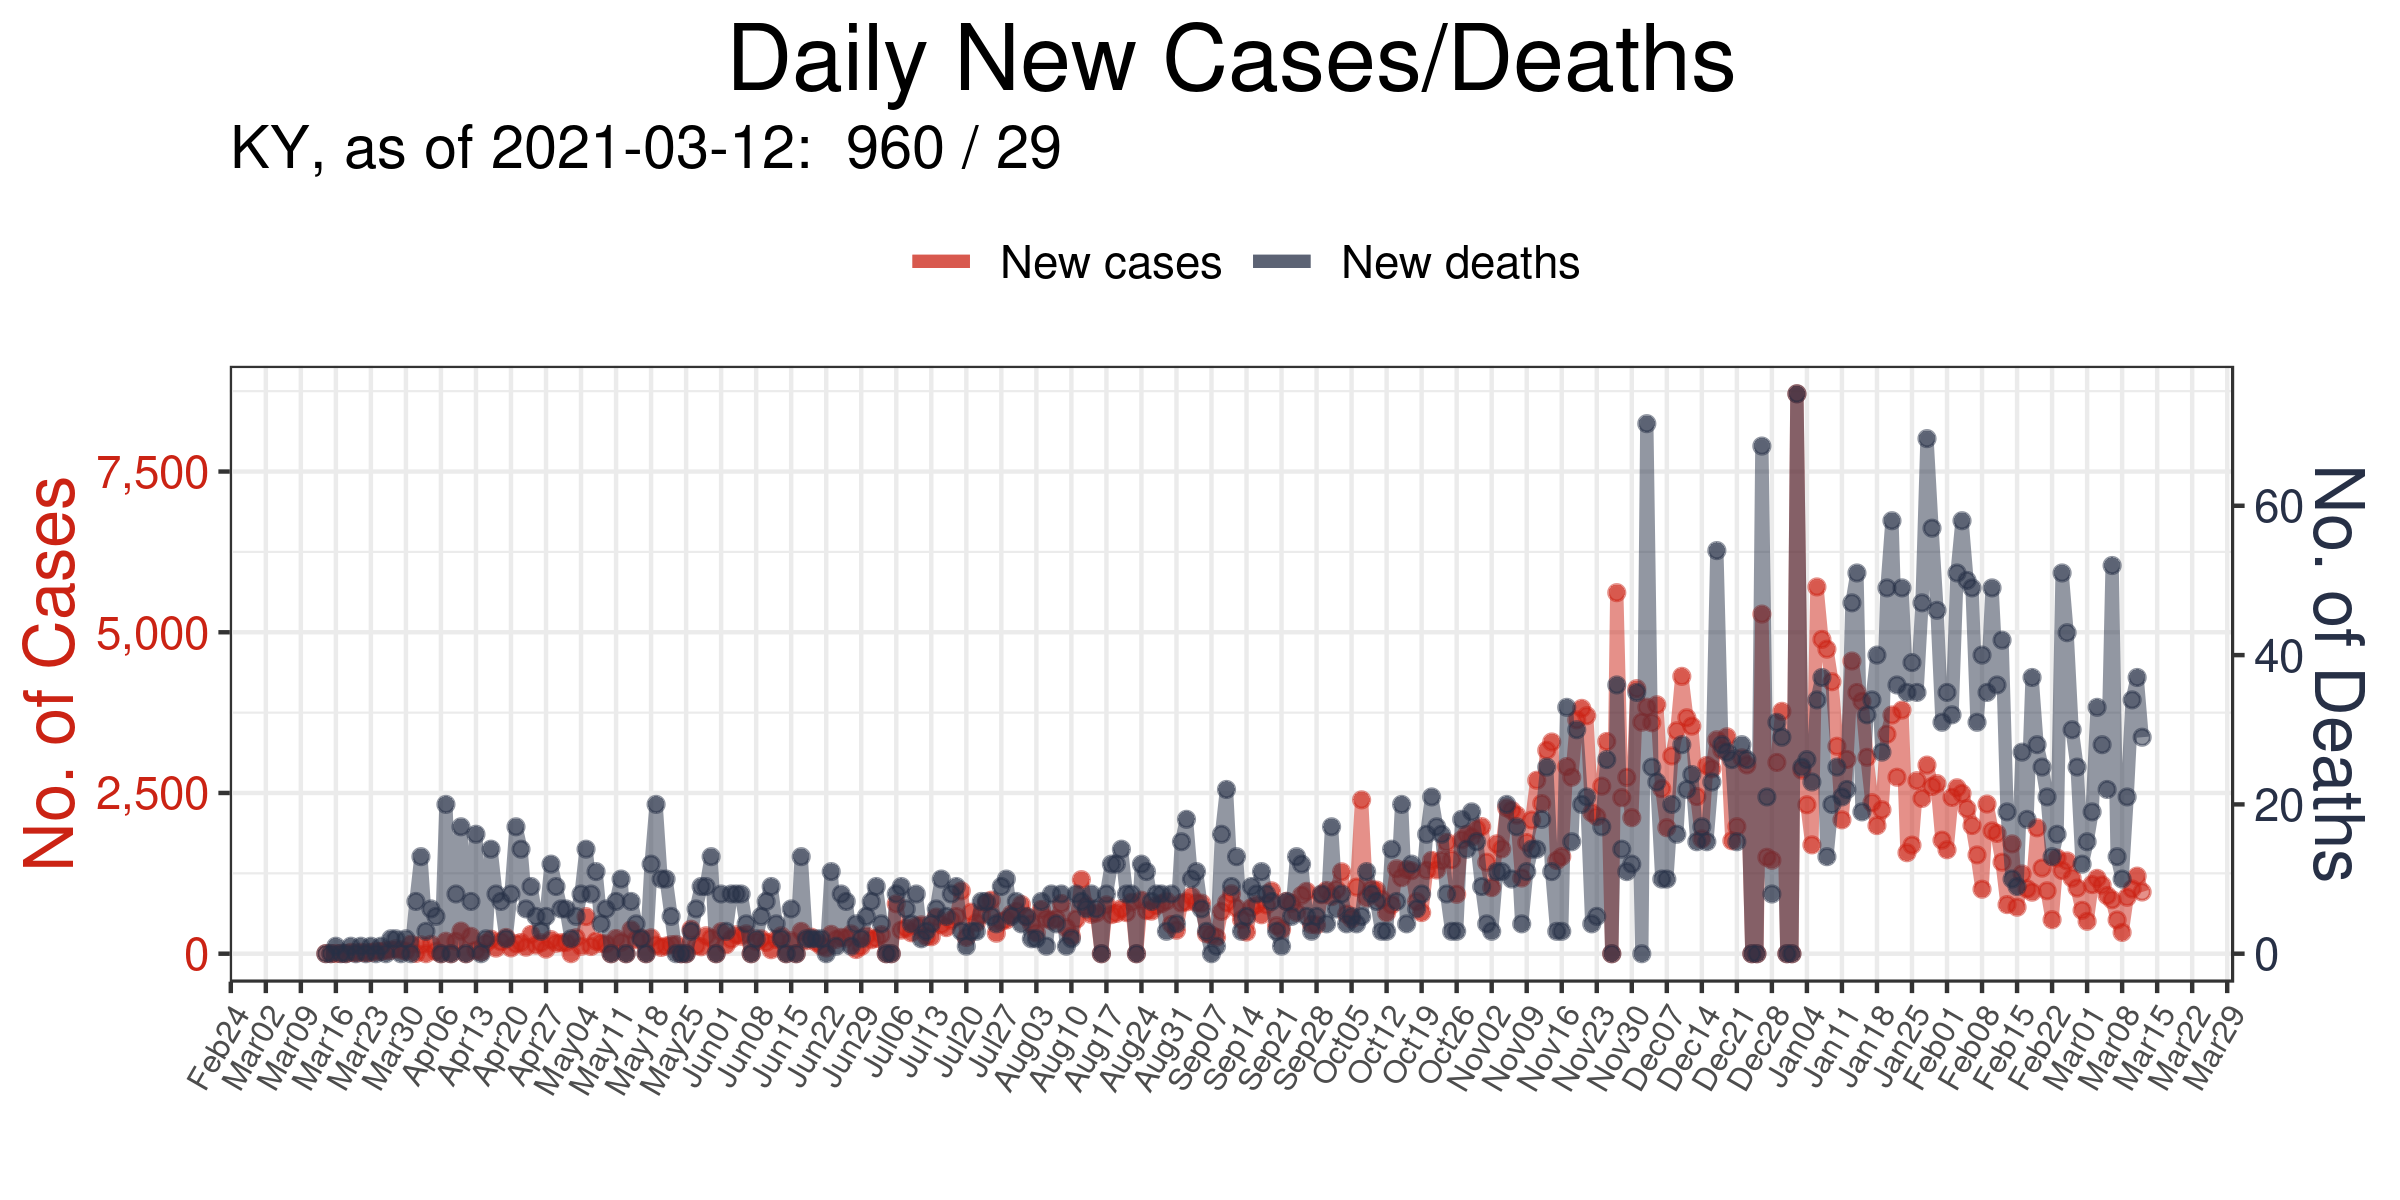 Daily New Cases/Deaths
KY, as of 2021-03-12: 960 / 29
New cases
New deaths
No. of Cases
7,500
5,000
2,500
0
60
40
20
0
No. of Deaths
Feb24
Mar02
Mar09
Mar16
Mar23
Mar30
Apr06
Apr13
Apr20
Apr27
May04
May11
May18
May25
Jun01
Jun08
Jun15
Jun22
Jun29
Jul06
Jul13
Jul20
Jul27
Aug03
Aug10
Aug17
Aug24
Aug31
Sep07
Sep14
Sep21
Sep28
Oct05
Oct12
Oct19
Oct26
Nov02
Nov09
Nov16
Nov23
Nov30
Dec07
Dec14
Dec21
Dec28
Jan04
Jan11
Jan18
Jan25
Feb01
Feb08
Feb15
Feb22
Mar01
Mar08
Mar15
Mar22
Mar29